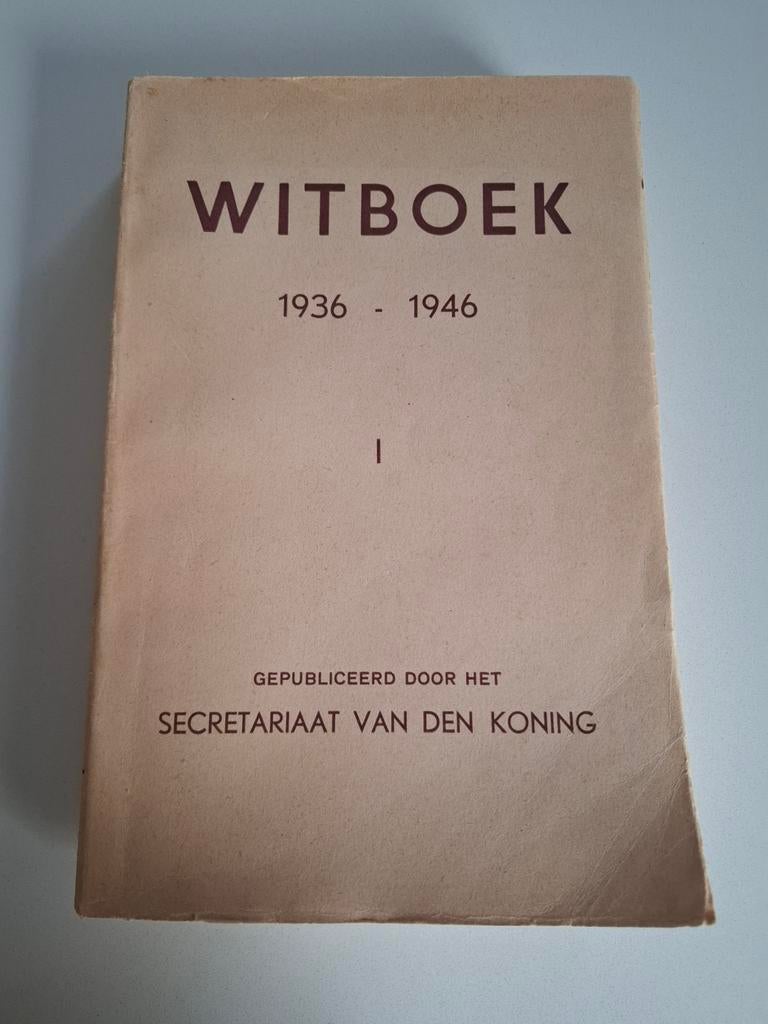 WITBOEK
1936 - 1946
I
GEPUBLICEERD DOOR HET
SECRETARIAAT VAN DEN KONING